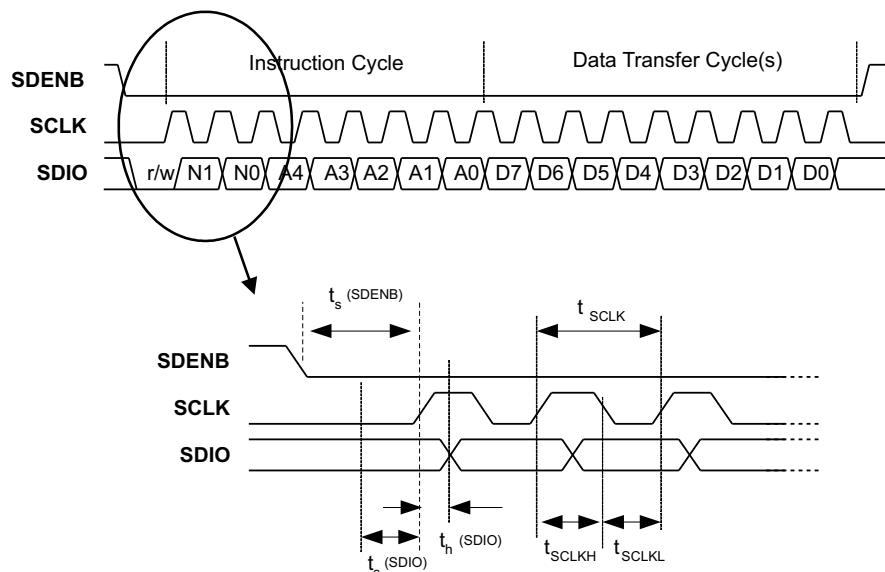 Instruction Cycle Data Transfer Cycle(s)
SDENB
SCLK
SDIO r/w N1 N0 A4 A3 A2 A1 A0 D7 D6 D5 D4 D3 D2 D1 D0
ts (SDENB) t SCLK
SDENB
SCLK
SDIO
th (SDIO) tSCLKH tSCLKL
ts (SDIO)